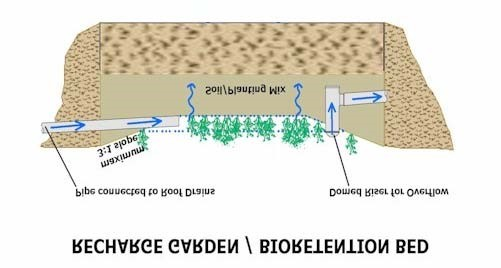 RECHARGE GARDEN / BIORETENTION BED
Pipe connected to Roof Drains
Domed Riser for Overflow
maximum
3:1 slope
Soil/Planting Mix